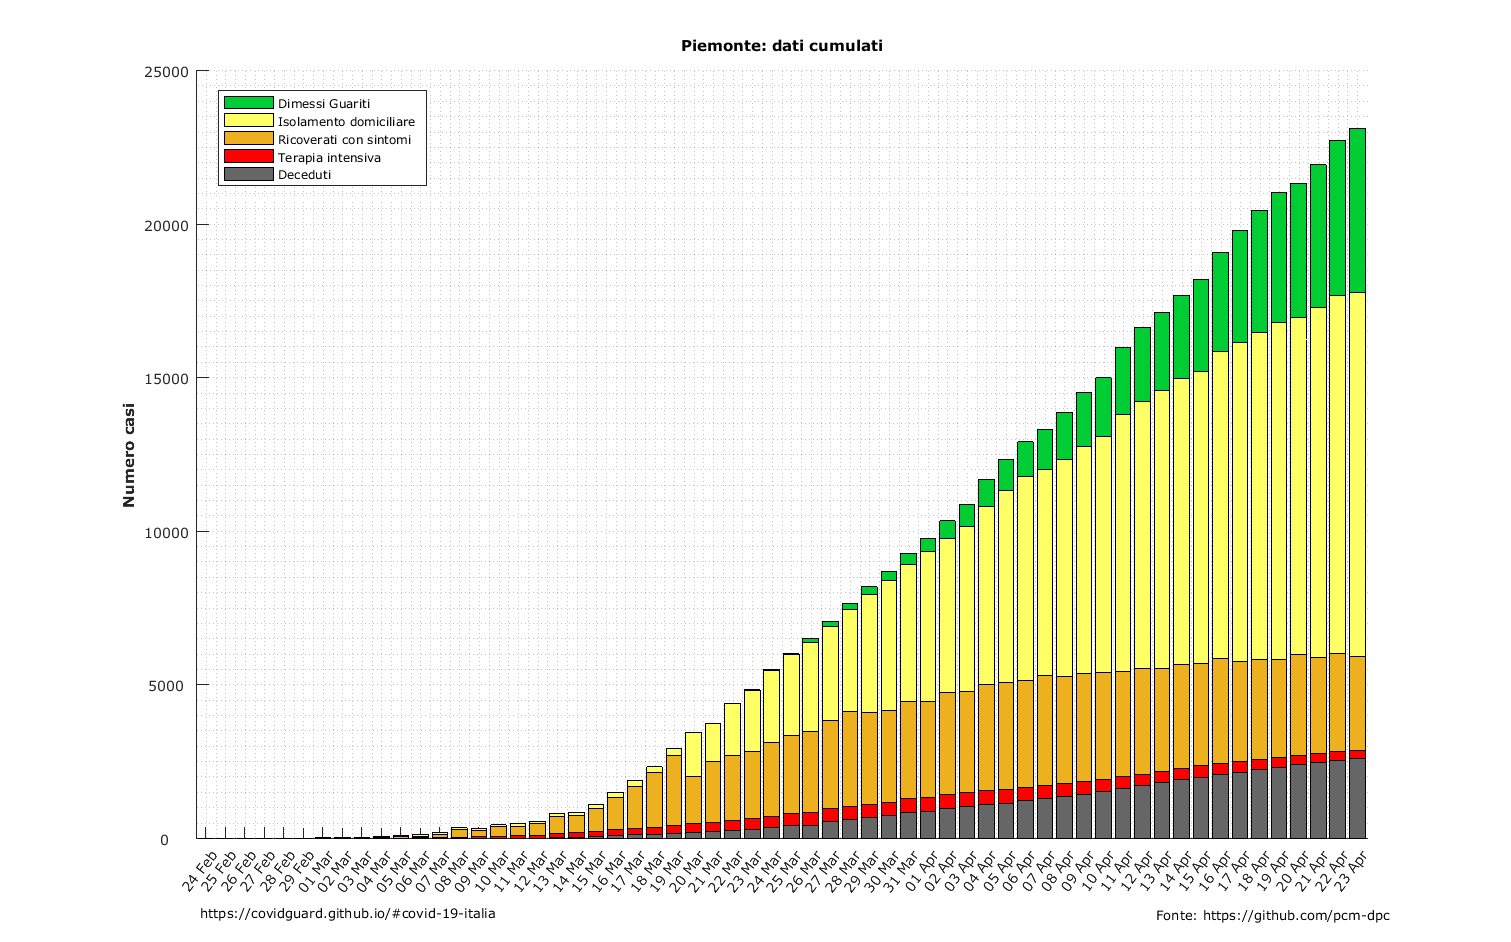 Piemonte: dati cumulati
25000
20000
15000
10000
5000
0
Numero casi
Dimessi Guariti
Isolamento domiciliare
Ricoverati con sintomi
Terapia intensiva
Deceduti
24 Feb
25 Feb
26 Feb
27 Feb
28 Feb
29 Feb
01 Mar
02 Mar
03 Mar
04 Mar
05 Mar
06 Mar
07 Mar
08 Mar
09 Mar
10 Mar
11 Mar
12 Mar
13 Mar
14 Mar
15 Mar
16 Mar
17 Mar
18 Mar
19 Mar
20 Mar
21 Mar
22 Mar
23 Mar
24 Mar
25 Mar
26 Mar
27 Mar
28 Mar
29 Mar
30 Mar
31 Mar
01 Apr
02 Apr
03 Apr
04 Apr
05 Apr
06 Apr
07 Apr
08 Apr
09 Apr
10 Apr
11 Apr
12 Apr
13 Apr
14 Apr
15 Apr
16 Apr
17 Apr
18 Apr
19 Apr
20 Apr
21 Apr
22 Apr
23 Apr
https://covidguard.github.io/#covid-19-italia
Fonte: https://github.com/pcm-dpc